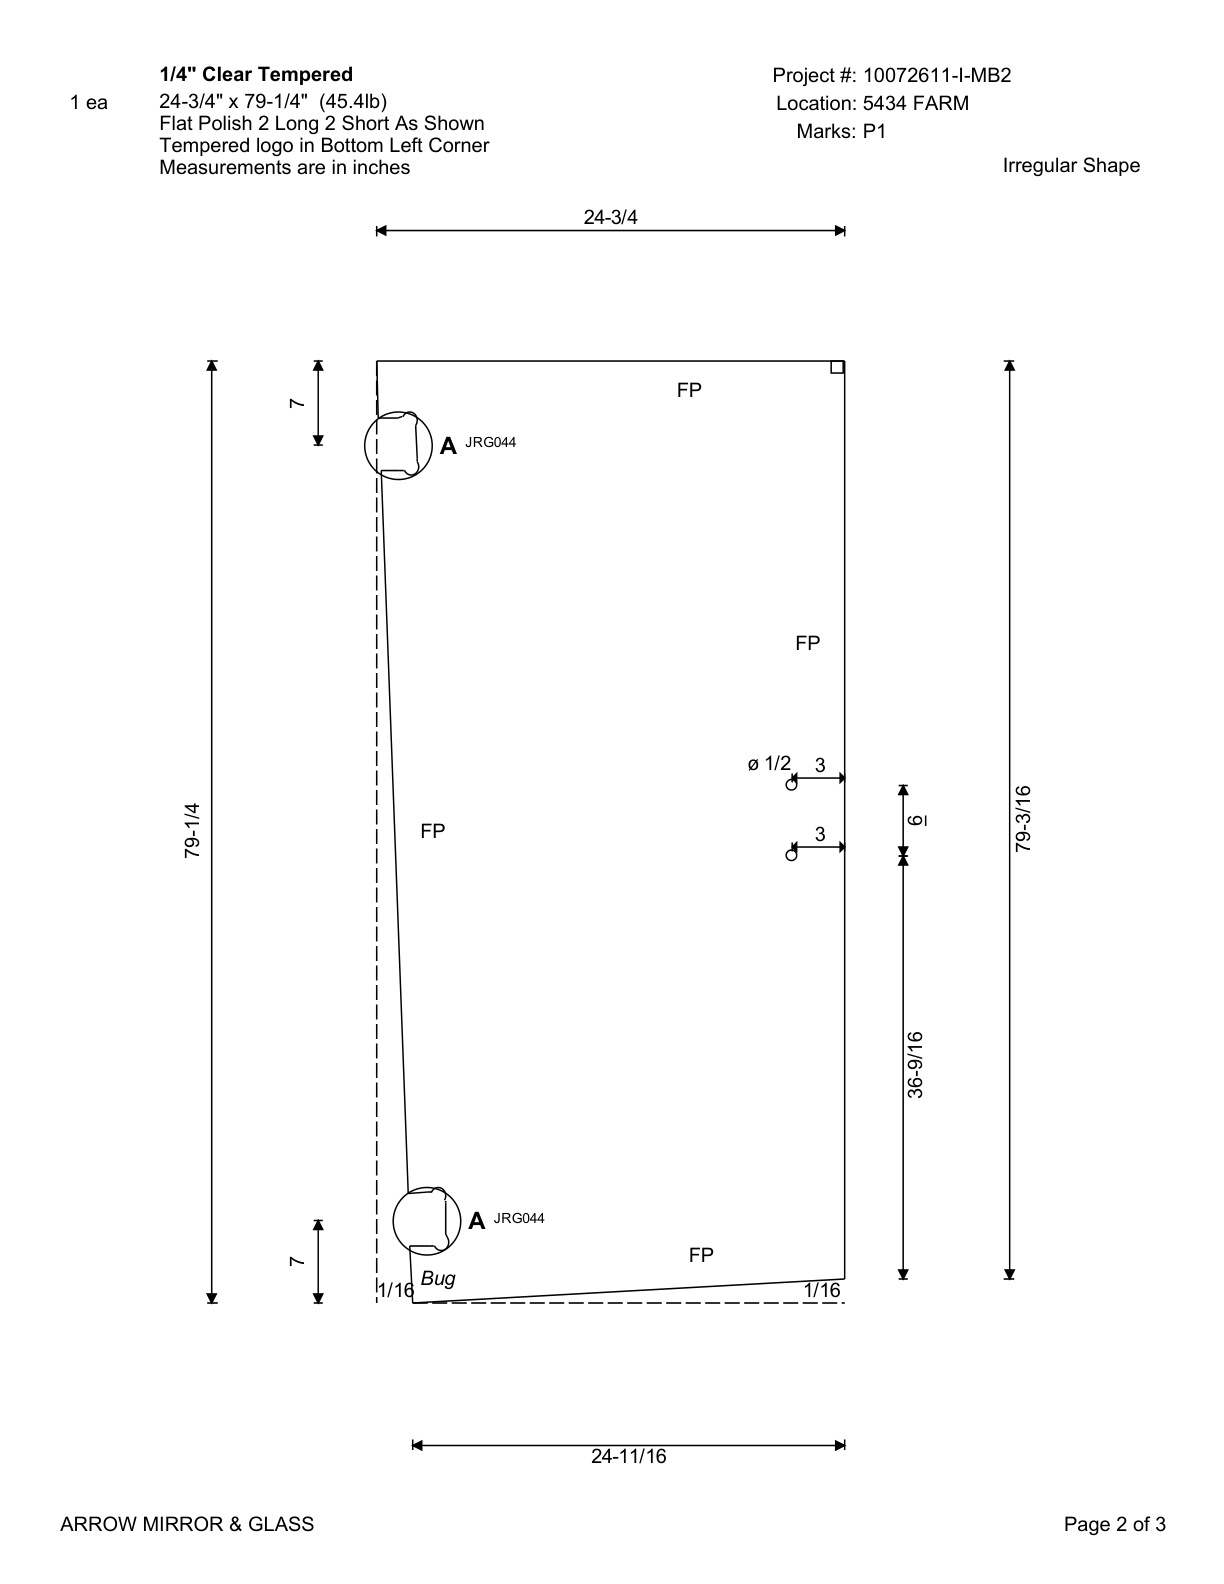 1/4" Clear Tempered
Project #: 10072611-I-MB2
1 ea
24-3/4" x 79-1/4" (45.4lb)
Location: 5434 FARM
Flat Polish 2 Long 2 Short As Shown
Marks: P1
Tempered logo in Bottom Left Corner
Measurements are in inches
Irregular Shape
24-3/4
7
FP
A JRG044
FP
ø 1/2
3
6
79-1/4
FP
3
79-3/16
36-9/16
A JRG044
7
FP
Bug
1/16
1/16
24-11/16
ARROW MIRROR & GLASS
Page 2 of 3